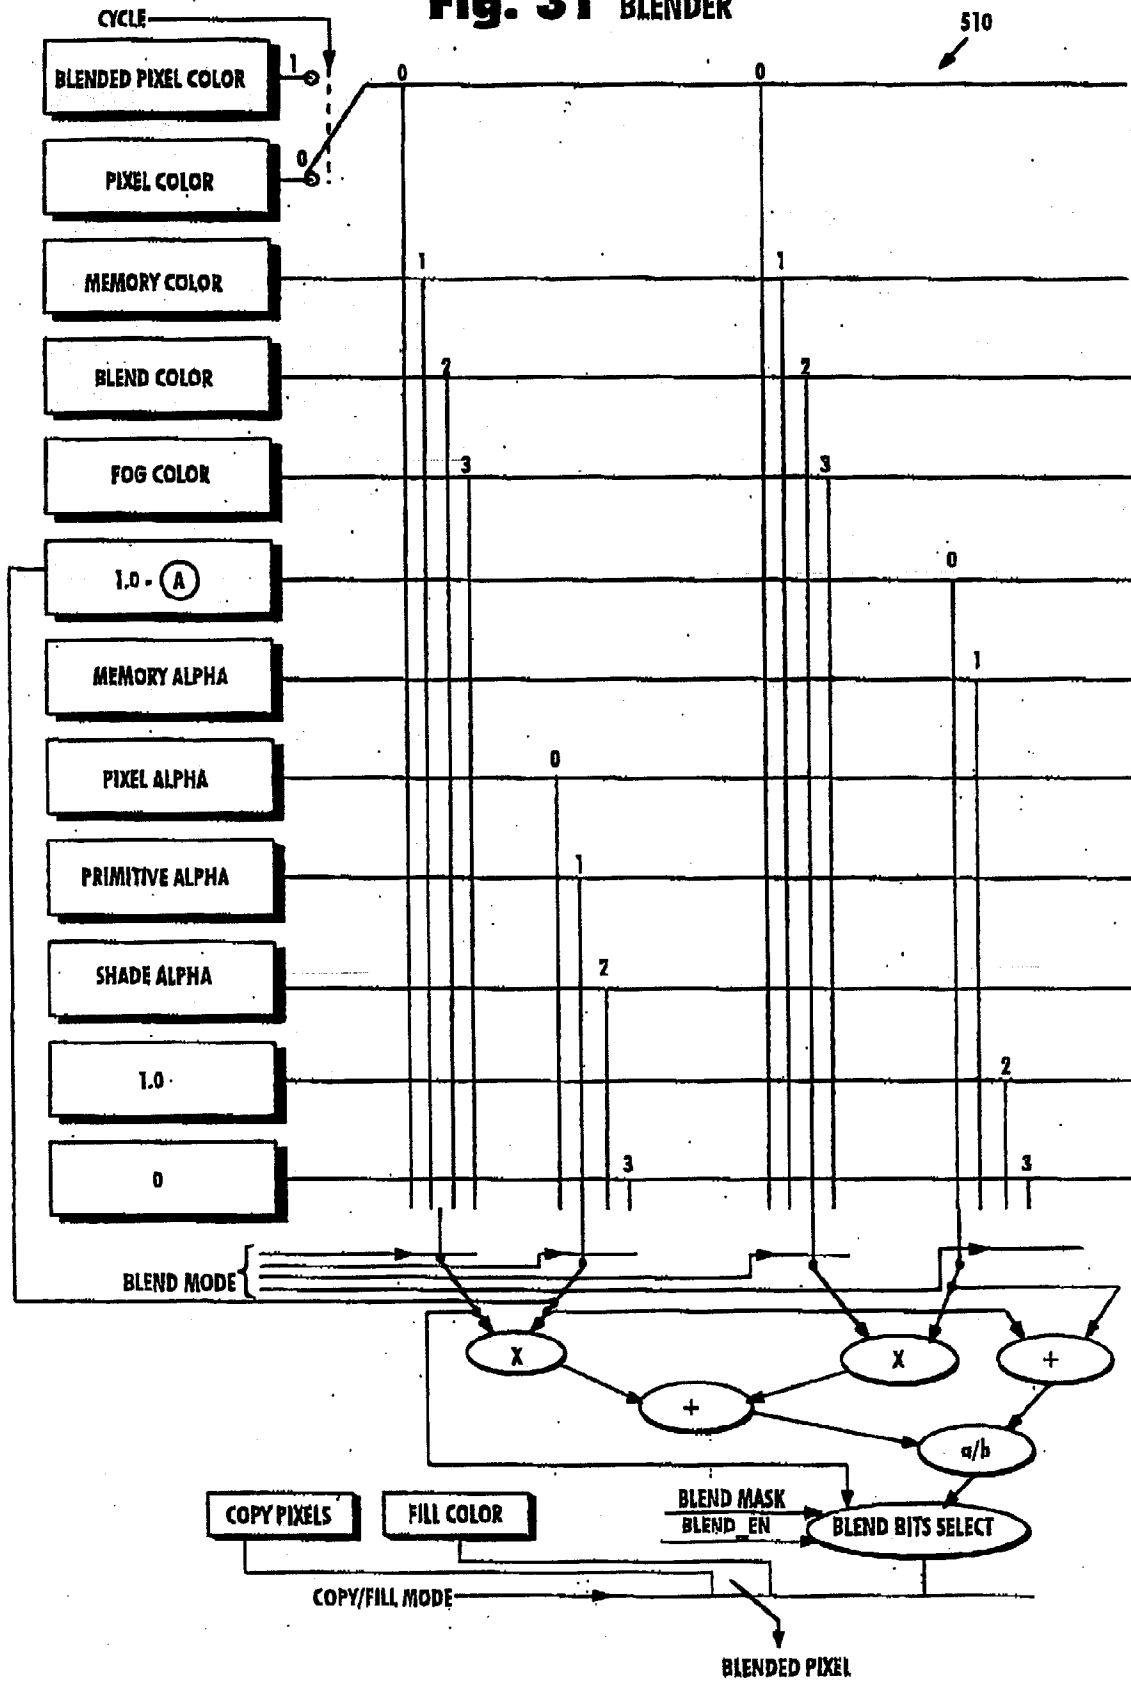 Fig. 31 BLENDER
CYCLE
510
BLENDED PIXEL COLOR
1
0
0
PIXEL COLOR
0
MEMORY COLOR
1
1
BLEND COLOR
2
2
FOG COLOR
3
3
1.0 - A
0
MEMORY ALPHA
1
PIXEL ALPHA
0
PRIMITIVE ALPHA
1
SHADE ALPHA
2
1.0
2
0
3
3
BLEND MODE
X
X
+
+
a/b
COPY PIXELS
FILL COLOR
BLEND MASK
BLEND_EN
BLEND BITS SELECT
COPY/FILL MODE
BLENDED PIXEL